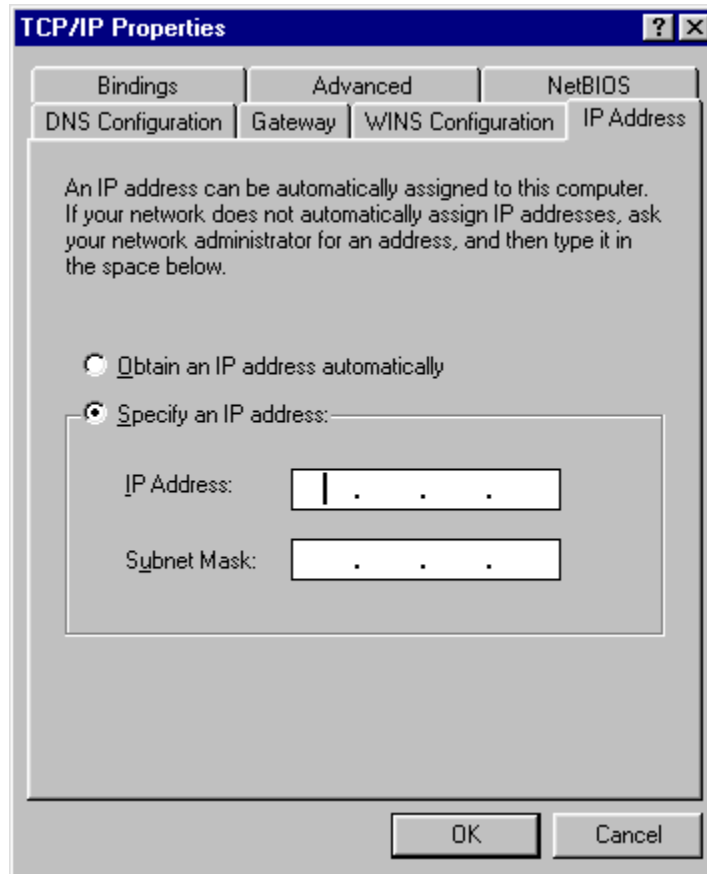 TCP/IP Properties
Bindings
Advanced
NetBIOS
DNS Configuration
Gateway
WINS Configuration
IP Address
An IP address can be automatically assigned to this computer.
If your network does not automatically assign IP addresses, ask
your network administrator for an address, and then type it in
the space below.
Obtain an IP address automatically
Specify an IP address:
IP Address:
. . .
Subnet Mask:
. . .
OK
Cancel